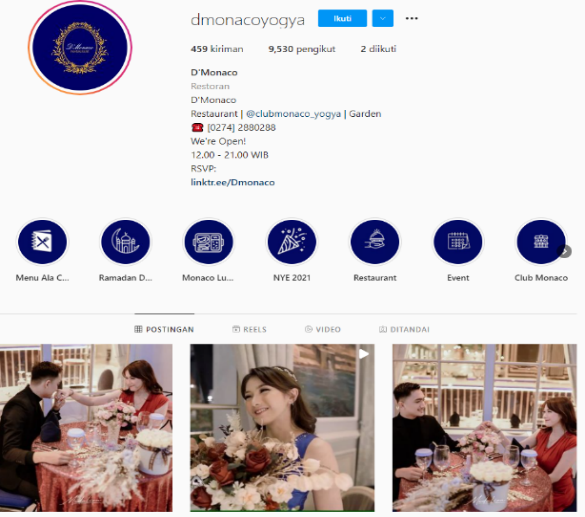 dmonacoyogya Ikuti
459 kiriman 9,530 pengikut 2 diikuti
D'Monaco
Restoran
D'Monaco
Restaurant | @clubmonaco_yogya | Garden
☎️ [0274] 2880288
We're Open!
12.00 - 21.00 WIB
RSVP:
linktr.ee/Dmonaco
D'Monaco
Menu Ala C... Ramadan D... Monaco Lu... NYE 2021 Restaurant Event Club Monaco
POSTINGAN REELS VIDEO DITANDAI